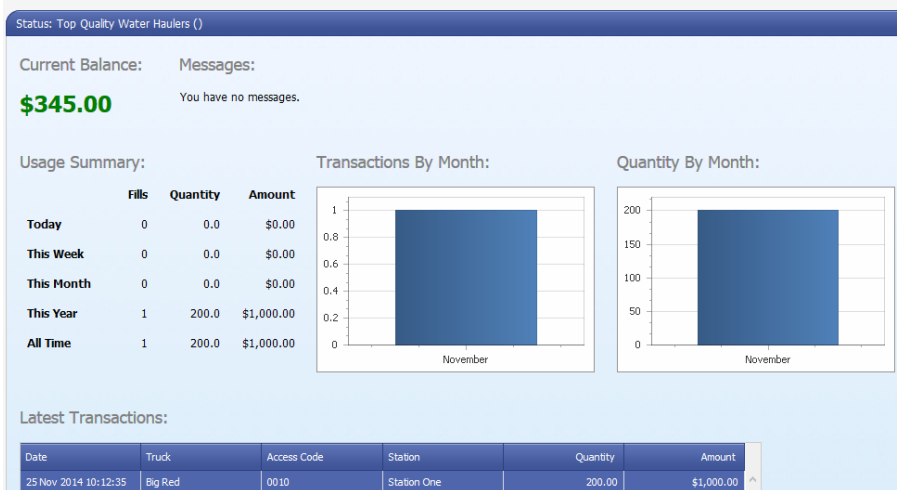 Status: Top Quality Water Haulers ()
Current Balance: Messages:
$345.00 You have no messages.
Usage Summary: Transactions By Month: Quantity By Month:
Fills Quantity Amount
Today 0 0.0 $0.00
This Week 0 0.0 $0.00
This Month 0 0.0 $0.00
This Year 1 200.0 $1,000.00
All Time 1 200.0 $1,000.00
1
0.8
0.6
0.4
0.2
0
November
200
150
100
50
0
November
Latest Transactions:
Date Truck Access Code Station Quantity Amount
25 Nov 2014 10:12:35 Big Red 0010 Station One 200.00 $1,000.00